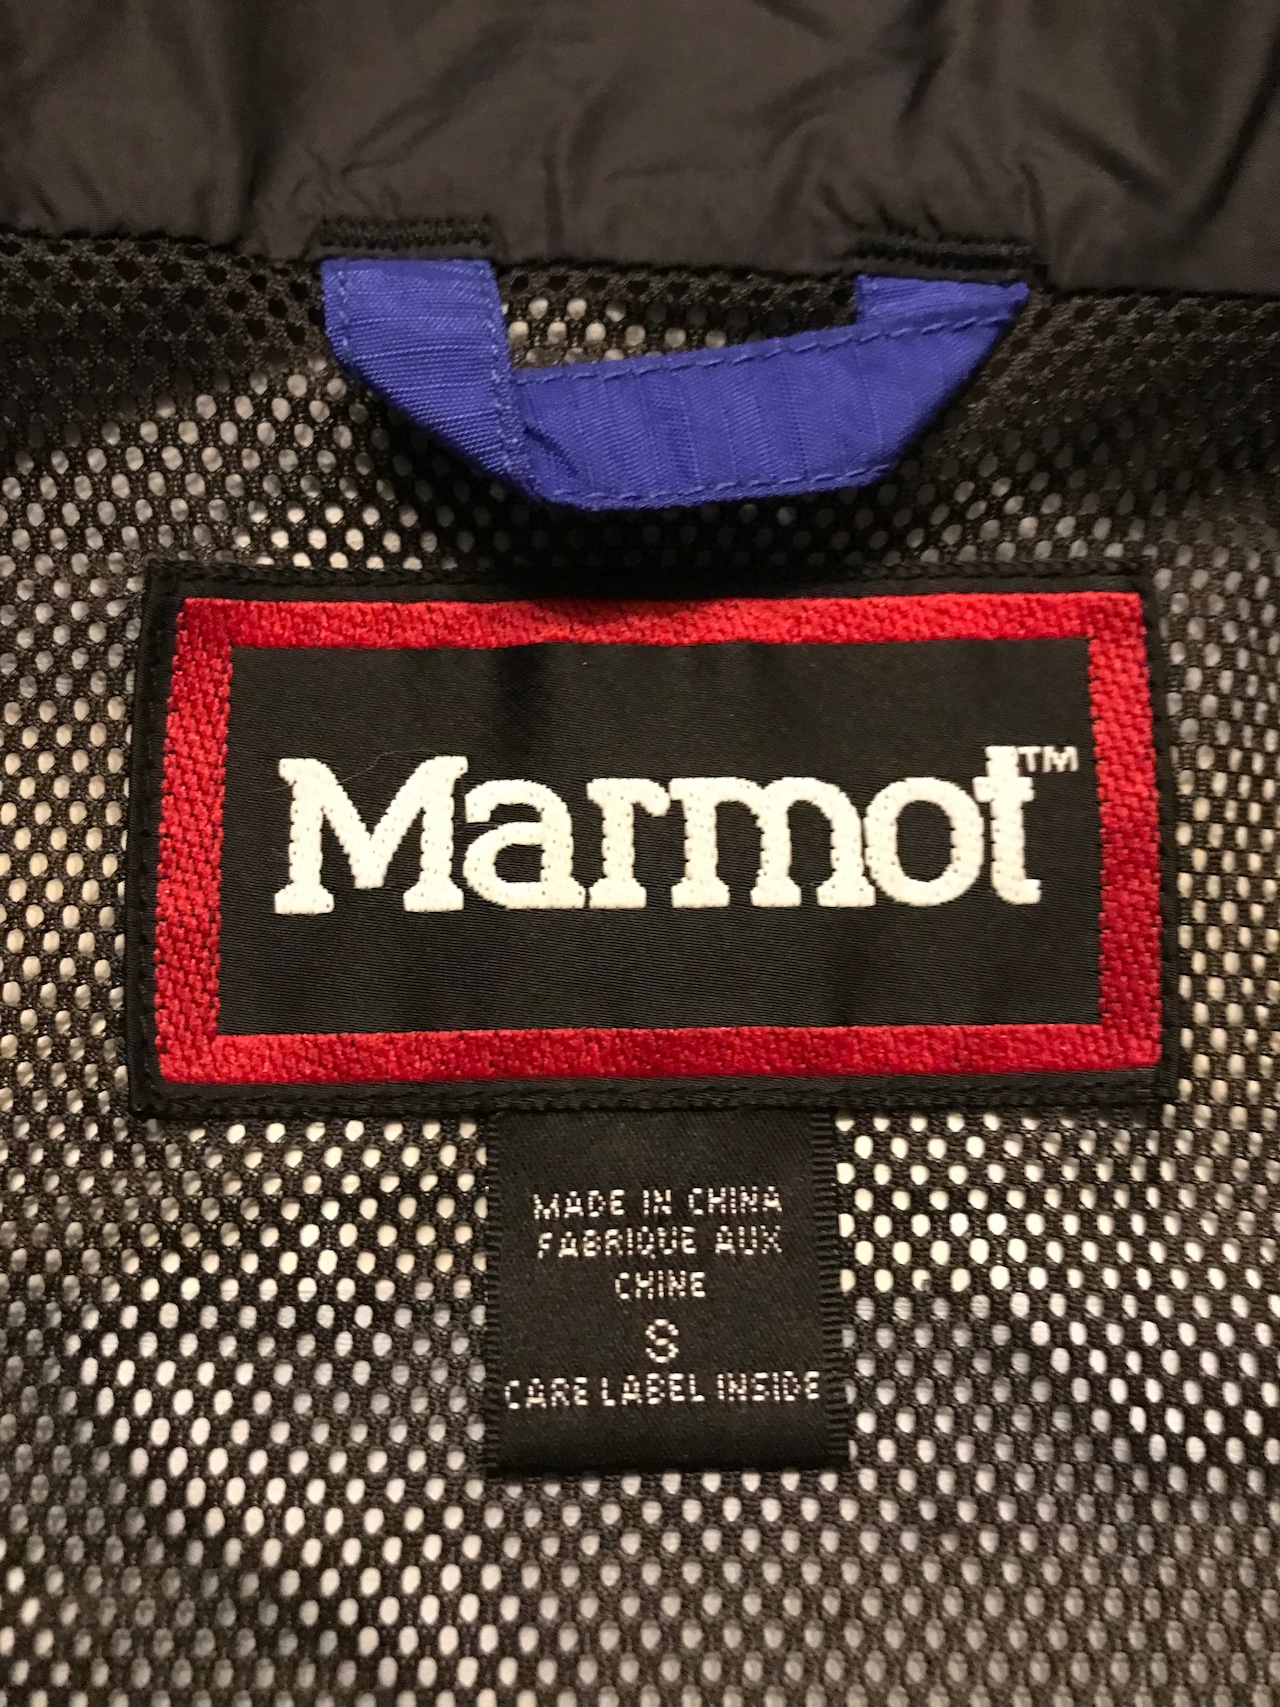 Marmot™
MADE IN CHINA
FABRIQUE AUX
CHINE
S
CARE LABEL INSIDE